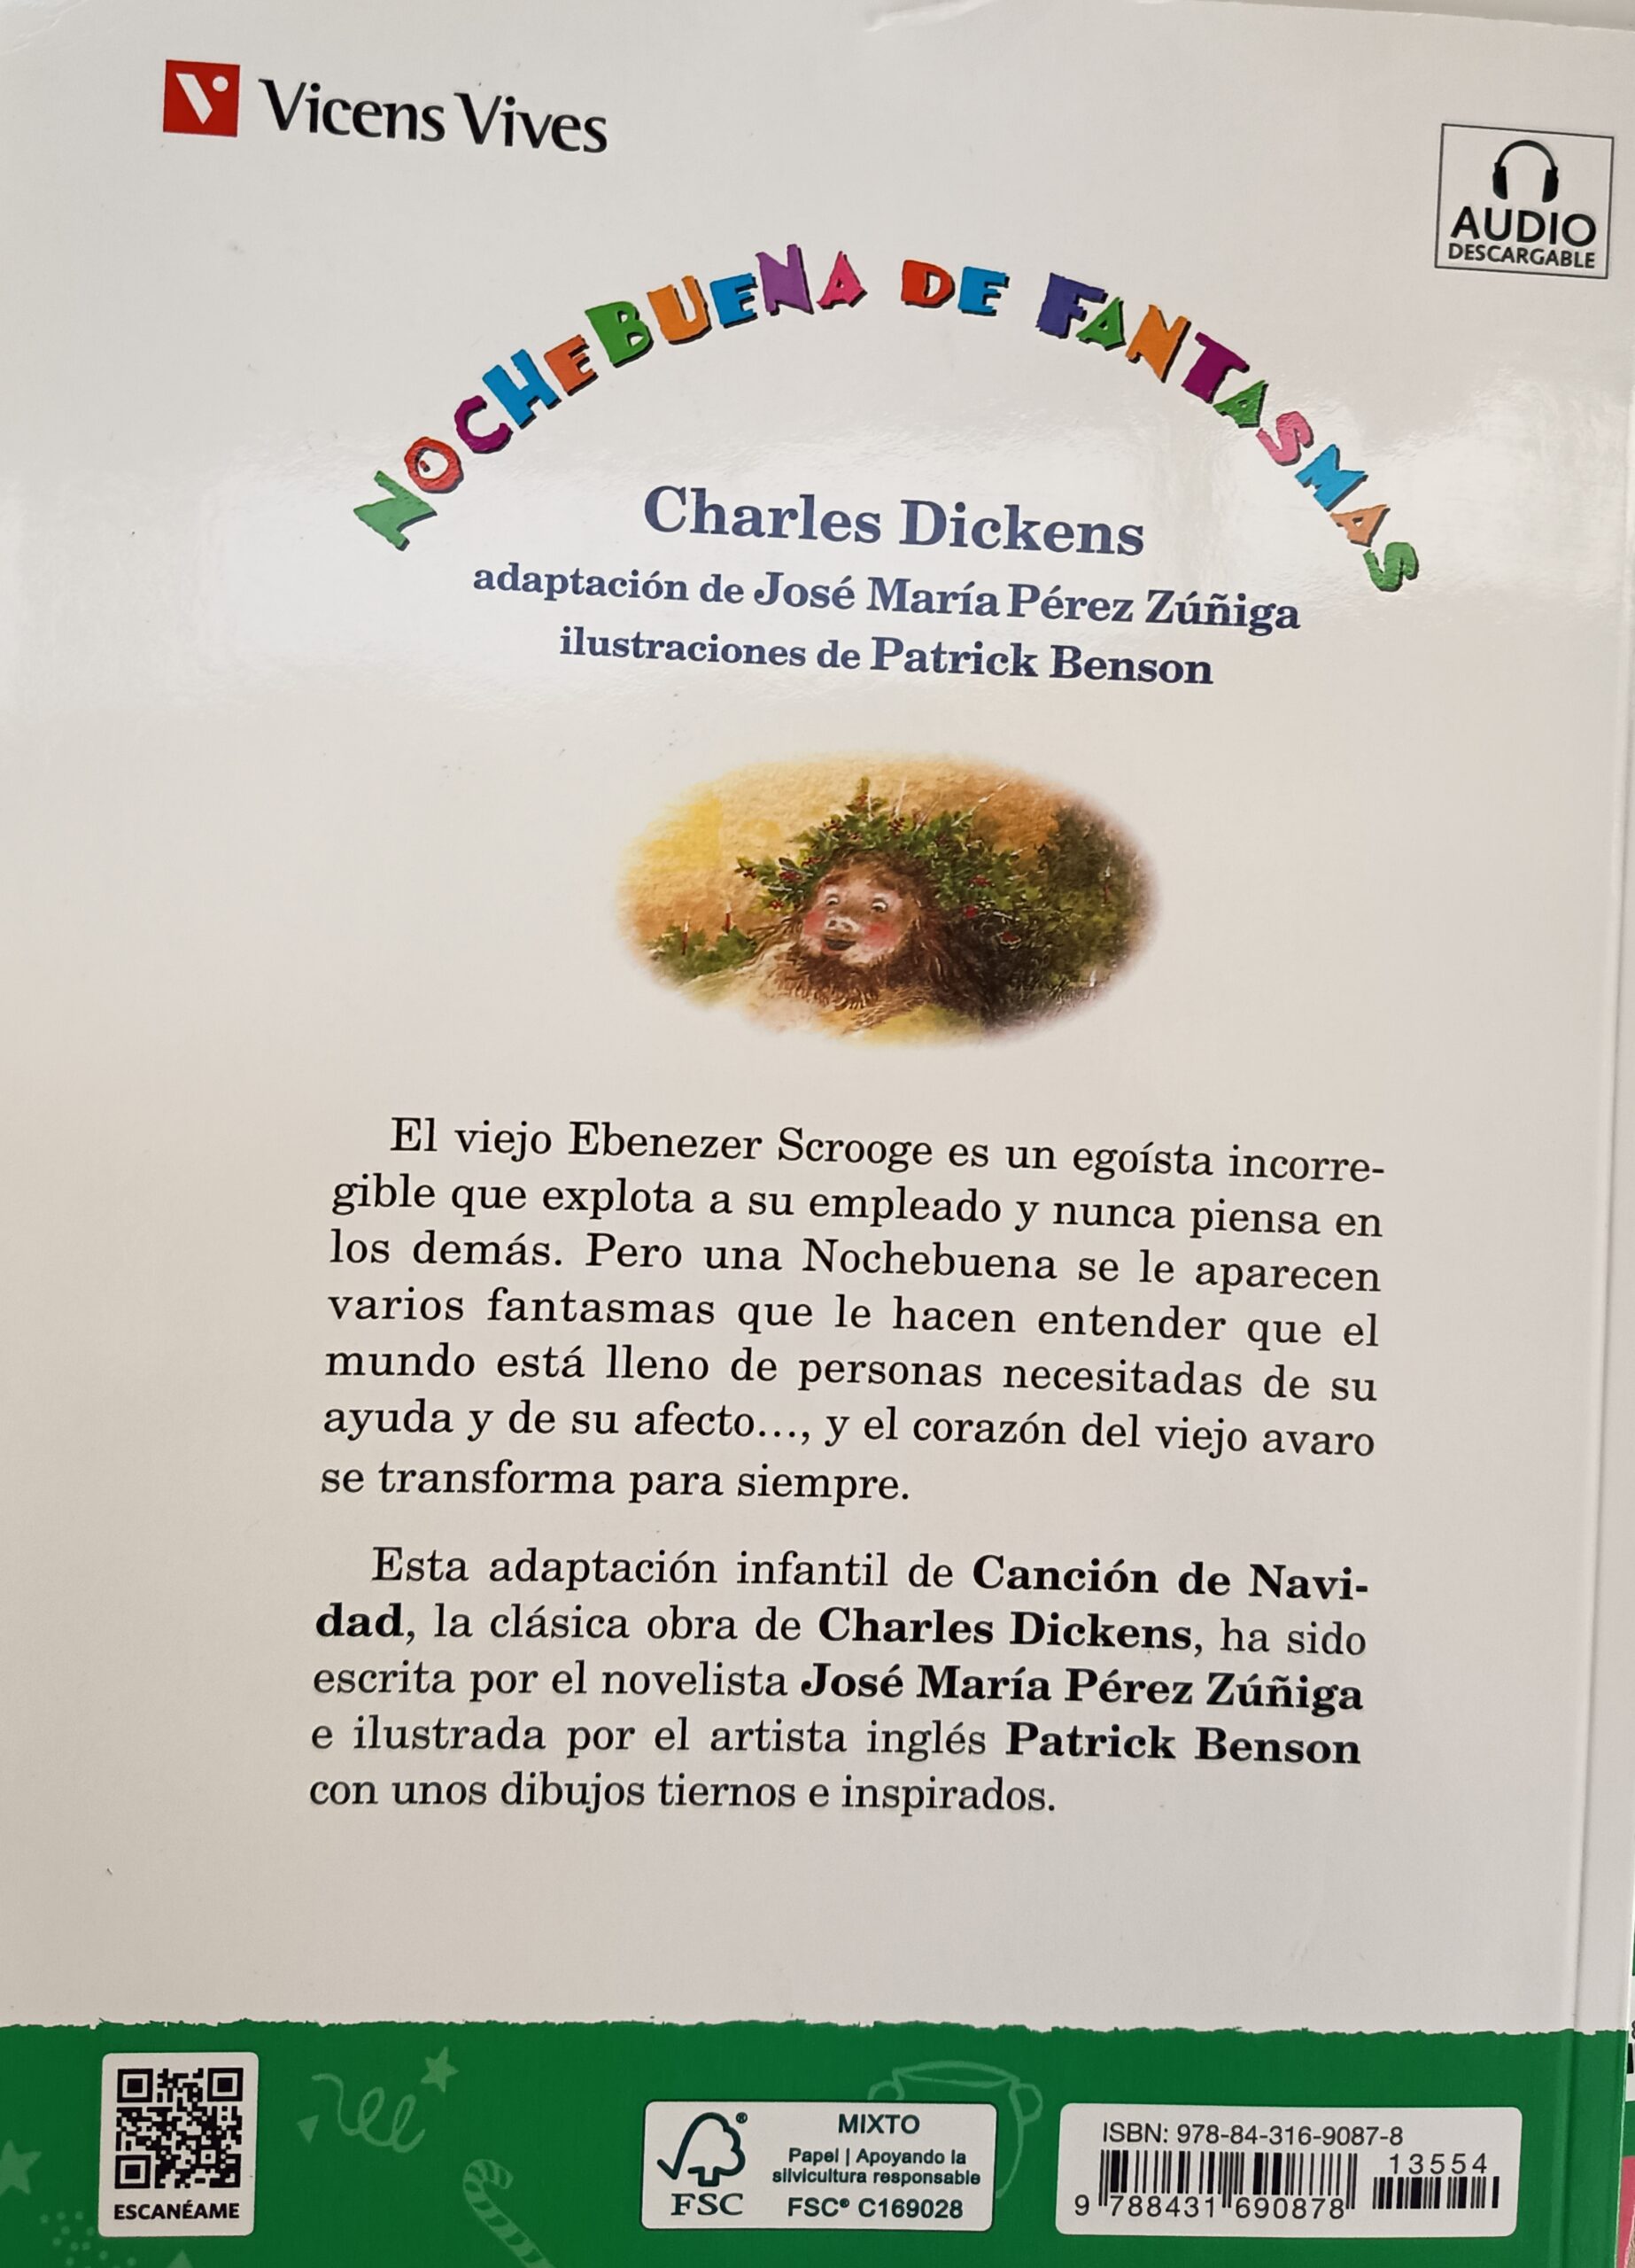 Vicens Vives
AUDIO
DESCARGABLE
NOCHEBUENA DE FANTASMAS
Charles Dickens
adaptación de José María Pérez Zúñiga
ilustraciones de Patrick Benson
El viejo Ebenezer Scrooge es un egoísta incorre-
gible que explota a su empleado y nunca piensa en
los demás. Pero una Nochebuena se le aparecen
varios fantasmas que le hacen entender que el
mundo está lleno de personas necesitadas de su
ayuda y de su afecto..., y el corazón del viejo avaro
se transforma para siempre.
Esta adaptación infantil de Canción de Navi-
dad, la clásica obra de Charles Dickens, ha sido
escrita por el novelista José María Pérez Zúñiga
e ilustrada por el artista inglés Patrick Benson
con unos dibujos tiernos e inspirados.
ESCANÉAME
FSC
MIXTO
Papel | Apoyando la
silvicultura responsable
FSC® C169028
ISBN: 978-84-316-9087-8
13554
9 788431 690878